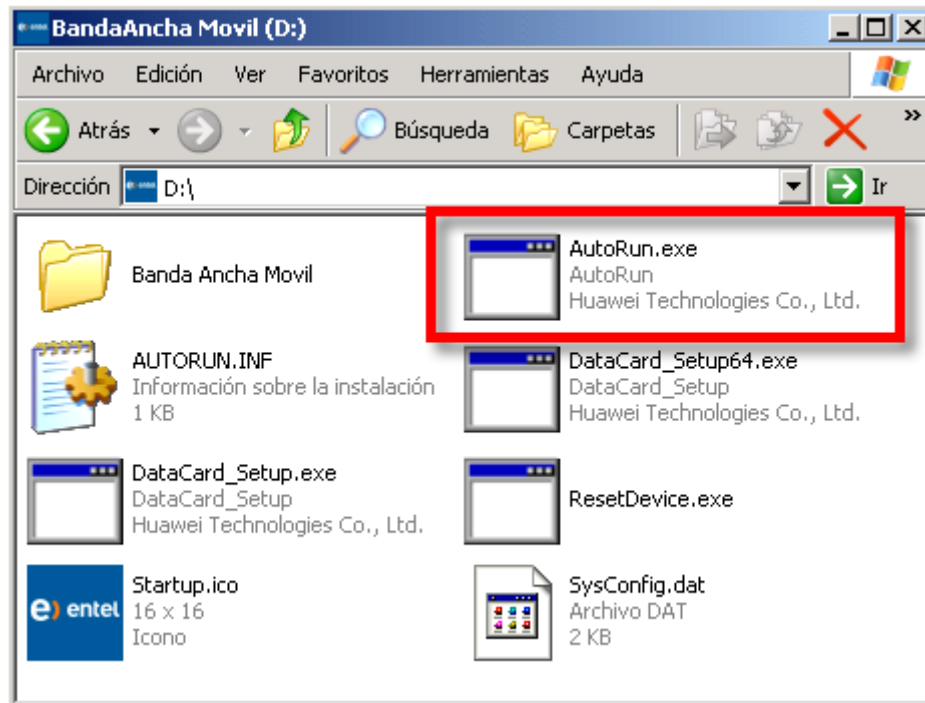 BandaAncha Movil (D:)
Archivo Edición Ver Favoritos Herramientas Ayuda
Atrás Búsqueda Carpetas »
Dirección D:\ Ir
Banda Ancha Movil
AutoRun.exe
AutoRun
Huawei Technologies Co., Ltd.
AUTORUN.INF
Información sobre la instalación
1 KB
DataCard_Setup64.exe
DataCard_Setup
Huawei Technologies Co., Ltd.
DataCard_Setup.exe
DataCard_Setup
Huawei Technologies Co., Ltd.
ResetDevice.exe
e) entel
Startup.ico
16 x 16
Icono
SysConfig.dat
Archivo DAT
2 KB